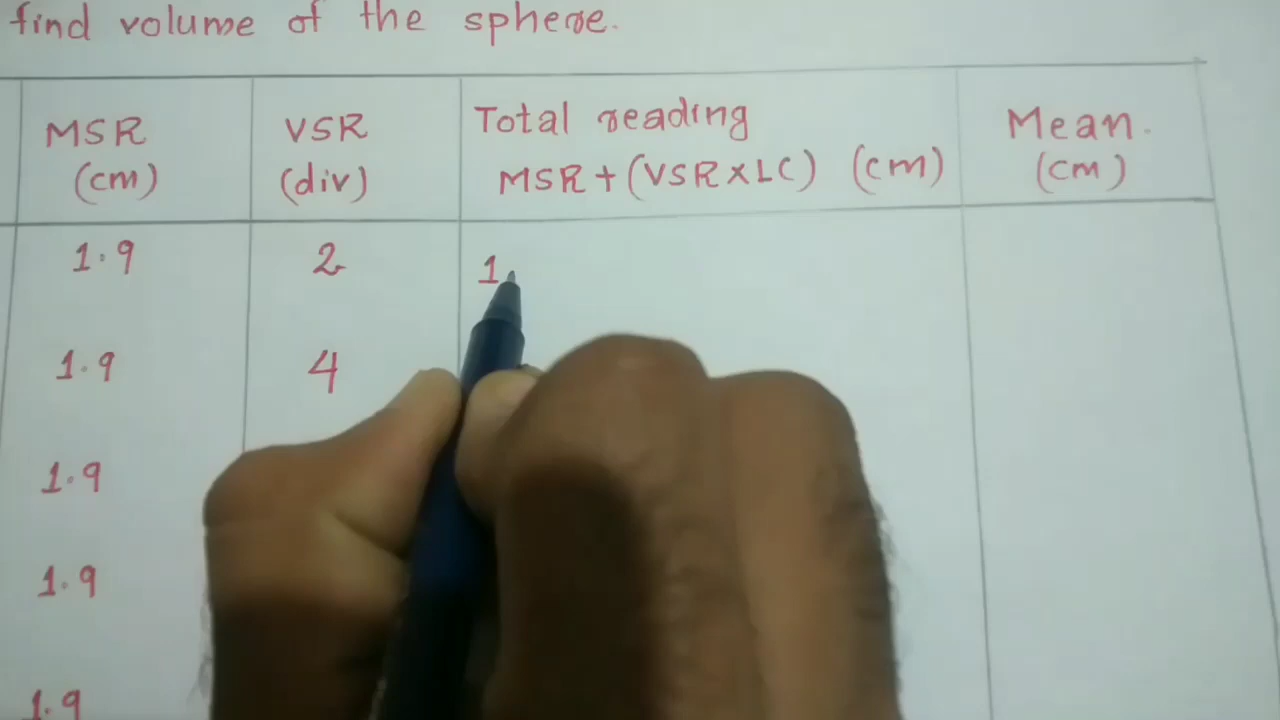 find volume of the sphere.
MSR
(cm)
VSR
(div)
Total reading
MSR + (VSR X LC) (cm)
Mean.
(cm)
1.9
2
1.
1.9
4
1.9
1.9
1.9